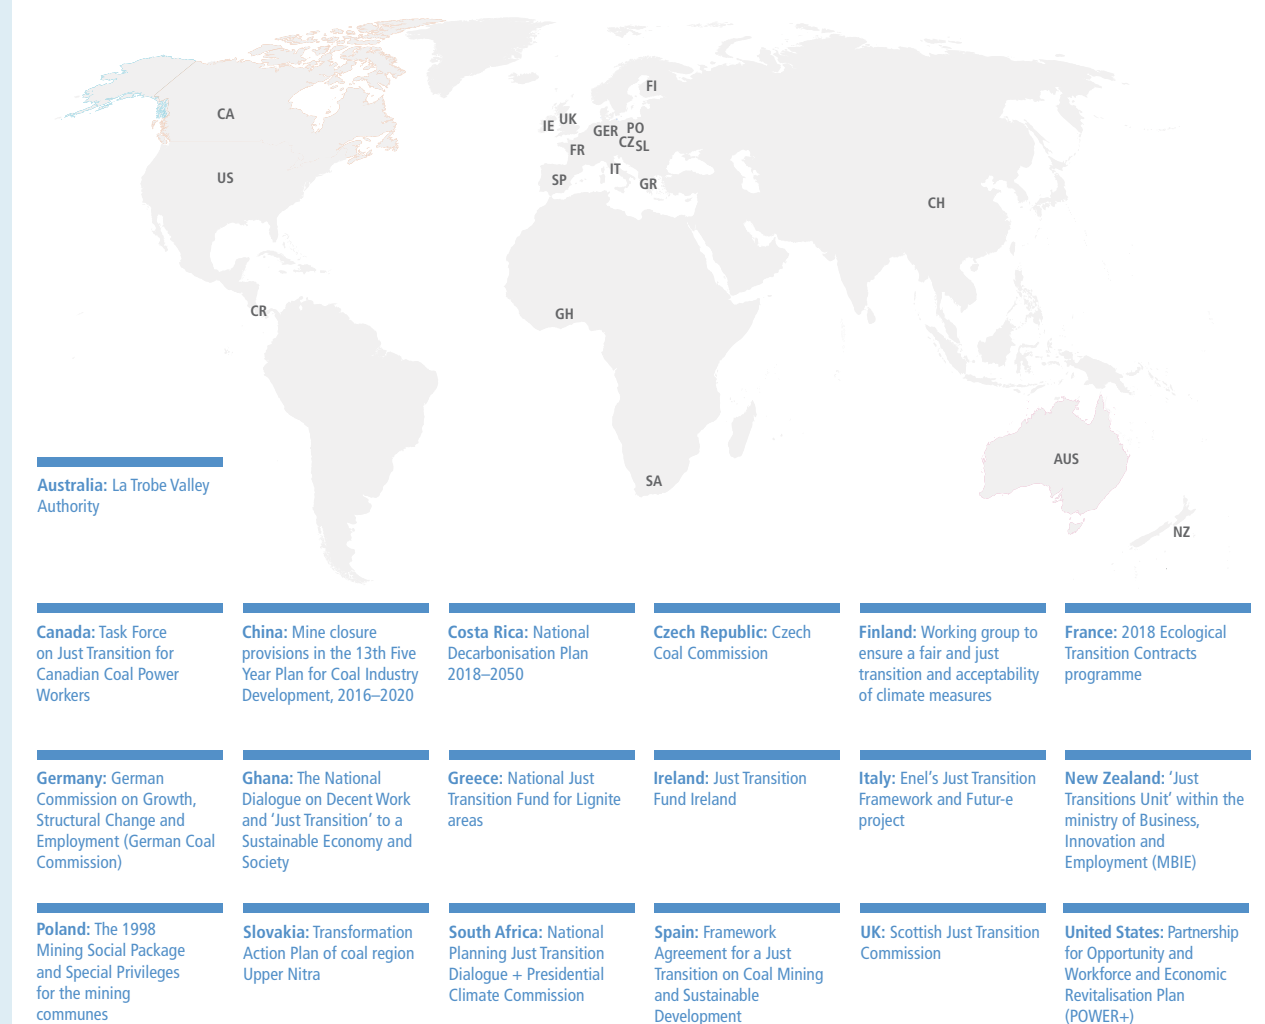 FI
CA
UK
IE
GER
PO
CZ
SL
FR
IT
US
SP
GR
CH
CR
GH
AUS
SA
NZ
Australia: La Trobe Valley
Authority
Canada: Task Force
on Just Transition for
Canadian Coal Power
Workers
China: Mine closure
provisions in the 13th Five
Year Plan for Coal Industry
Development, 2016–2020
Costa Rica: National
Decarbonisation Plan
2018–2050
Czech Republic: Czech
Coal Commission
Finland: Working group to
ensure a fair and just
transition and acceptability
of climate measures
France: 2018 Ecological
Transition Contracts
programme
Germany: German
Commission on Growth,
Structural Change and
Employment (German Coal
Commission)
Ghana: The National
Dialogue on Decent Work
and ‘Just Transition’ to a
Sustainable Economy and
Society
Greece: National Just
Transition Fund for Lignite
areas
Ireland: Just Transition
Fund Ireland
Italy: Enel’s Just Transition
Framework and Futur-e
project
New Zealand: ‘Just
Transitions Unit’ within the
ministry of Business,
Innovation and
Employment (MBIE)
Poland: The 1998
Mining Social Package
and Special Privileges
for the mining
communes
Slovakia: Transformation
Action Plan of coal region
Upper Nitra
South Africa: National
Planning Just Transition
Dialogue + Presidential
Climate Commission
Spain: Framework
Agreement for a Just
Transition on Coal Mining
and Sustainable
Development
UK: Scottish Just Transition
Commission
United States: Partnership
for Opportunity and
Workforce and Economic
Revitalisation Plan
(POWER+)